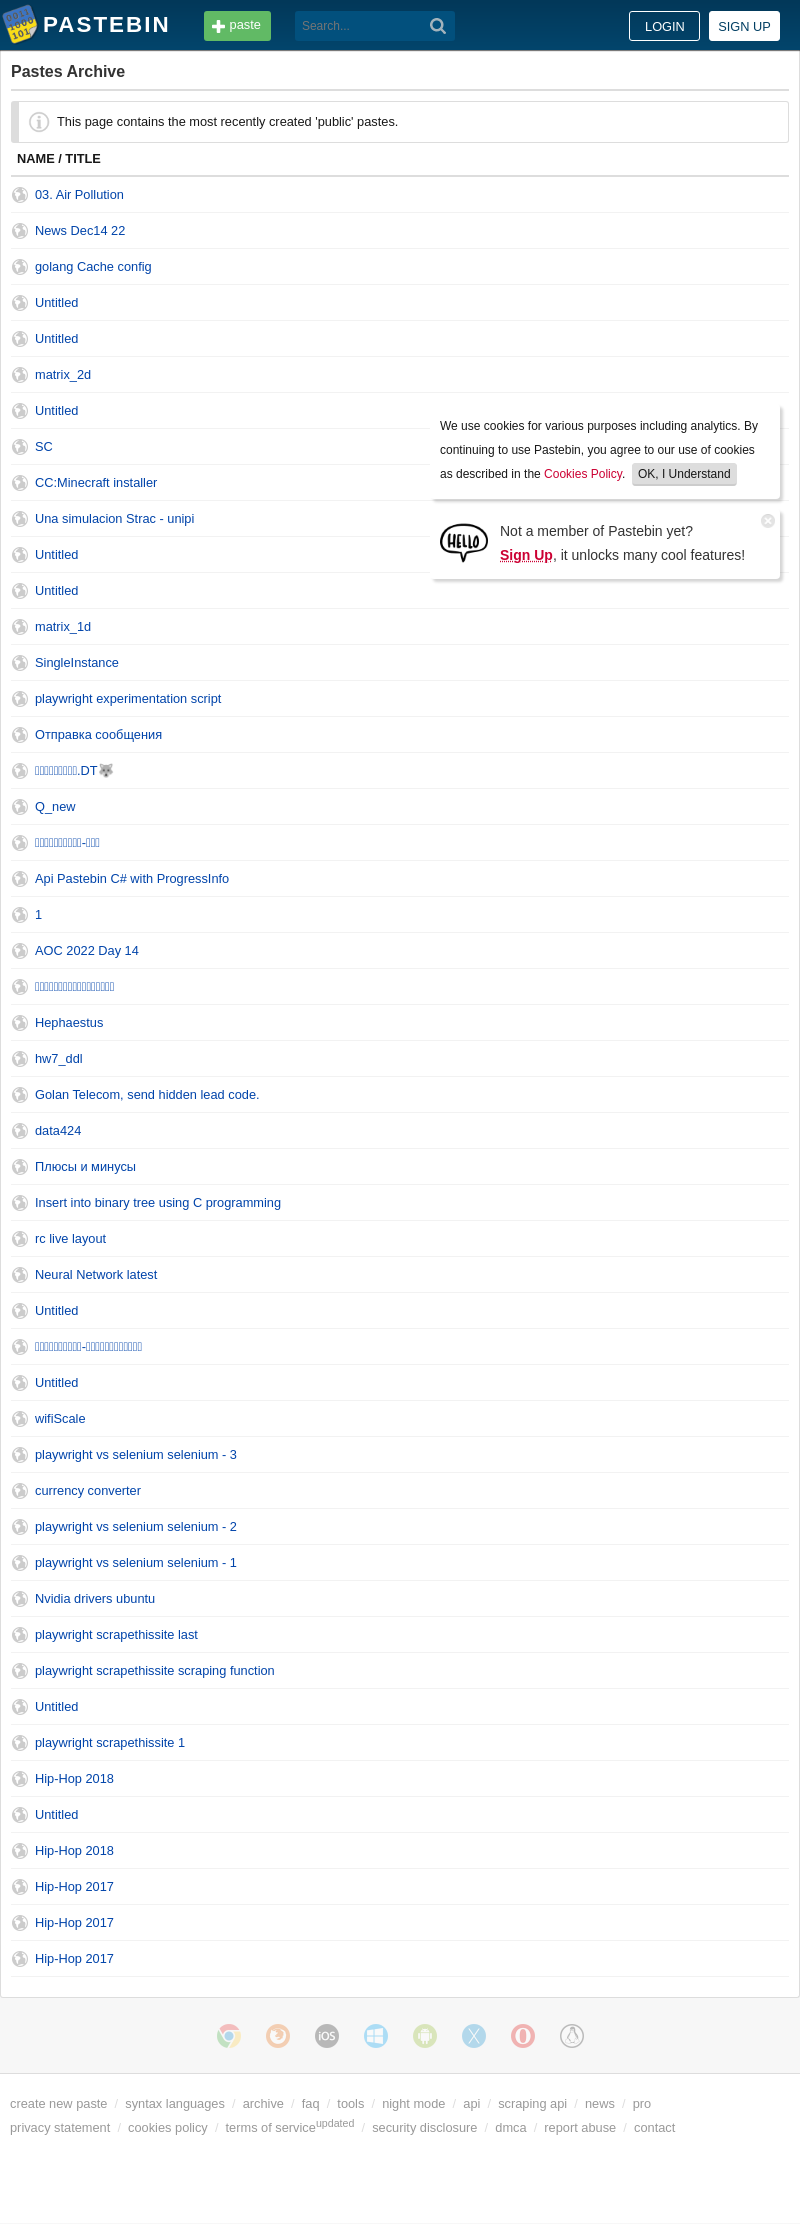 PASTEBIN
paste
Search...
LOGIN
SIGN UP
Pastes Archive
This page contains the most recently created 'public' pastes.
NAME / TITLE
03. Air Pollution
News Dec14 22
golang Cache config
Untitled
Untitled
matrix_2d
Untitled
SC
CC:Minecraft installer
Una simulacion Strac - unipi
Untitled
Untitled
We use cookies for various purposes including analytics. By
continuing to use Pastebin, you agree to our use of cookies
as described in the Cookies Policy. OK, I Understand
HELLO
Not a member of Pastebin yet?
Sign Up, it unlocks many cool features!
matrix_1d
SingleInstance
playwright experimentation script
Отправка сообщения
.DT🐺
Q_new
-
Api Pastebin C# with ProgressInfo
1
AOC 2022 Day 14
Hephaestus
hw7_ddl
Golan Telecom, send hidden lead code.
data424
Плюсы и минусы
Insert into binary tree using C programming
rc live layout
Neural Network latest
Untitled
-
Untitled
wifiScale
playwright vs selenium selenium - 3
currency converter
playwright vs selenium selenium - 2
playwright vs selenium selenium - 1
Nvidia drivers ubuntu
playwright scrapethissite last
playwright scrapethissite scraping function
Untitled
playwright scrapethissite 1
Hip-Hop 2018
Untitled
Hip-Hop 2018
Hip-Hop 2017
Hip-Hop 2017
Hip-Hop 2017
iOS
create new paste / syntax languages / archive / faq / tools / night mode / api / scraping api / news / pro
privacy statement / cookies policy / terms of service updated / security disclosure / dmca / report abuse / contact